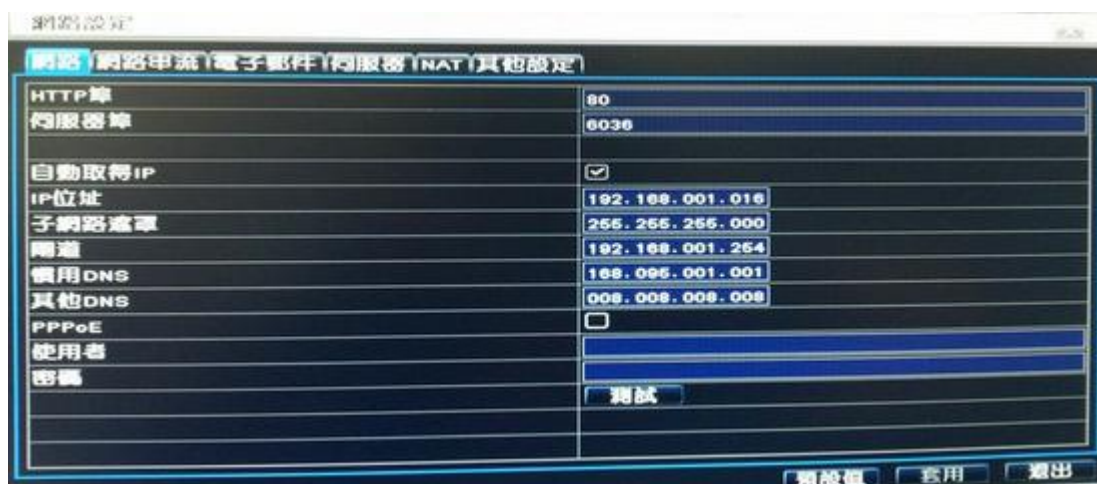 網路設定
網路 網路串流 電子郵件 伺服器 NAT 其他設定
HTTP埠 80
伺服器埠 6036
自動取得IP
IP位址 192.168.001.016
子網路遮罩 255.255.255.000
閘道 192.168.001.254
慣用DNS 168.095.001.001
其他DNS 008.008.008.008
PPPoE
使用者
密碼
測試
預設值 套用 退出